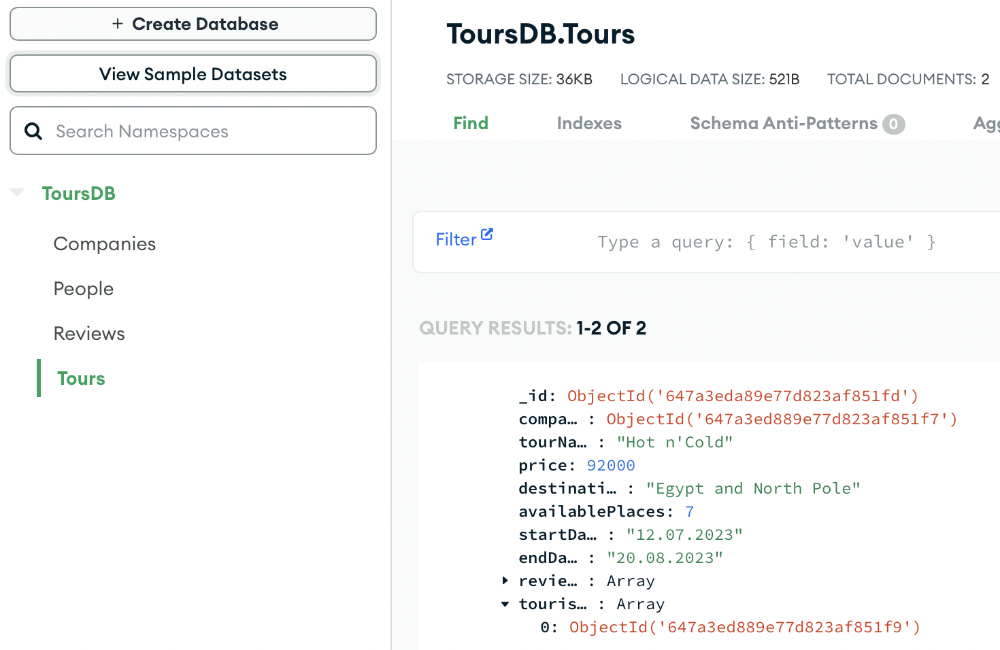 + Create Database
View Sample Datasets
Search Namespaces
ToursDB
Companies
People
Reviews
Tours
ToursDB.Tours
STORAGE SIZE: 36KB LOGICAL DATA SIZE: 521B TOTAL DOCUMENTS: 2
Find Indexes Schema Anti-Patterns 0 Agg
Filter Type a query: { field: 'value' }
QUERY RESULTS: 1-2 OF 2
_id: ObjectId('647a3eda89e77d823af851fd')
compa… : ObjectId('647a3ed889e77d823af851f7')
tourNa… : "Hot n'Cold"
price: 92000
destinati… : "Egypt and North Pole"
availablePlaces: 7
startDa… : "12.07.2023"
endDa… : "20.08.2023"
revie… : Array
touris… : Array
0: ObjectId('647a3ed889e77d823af851f9')